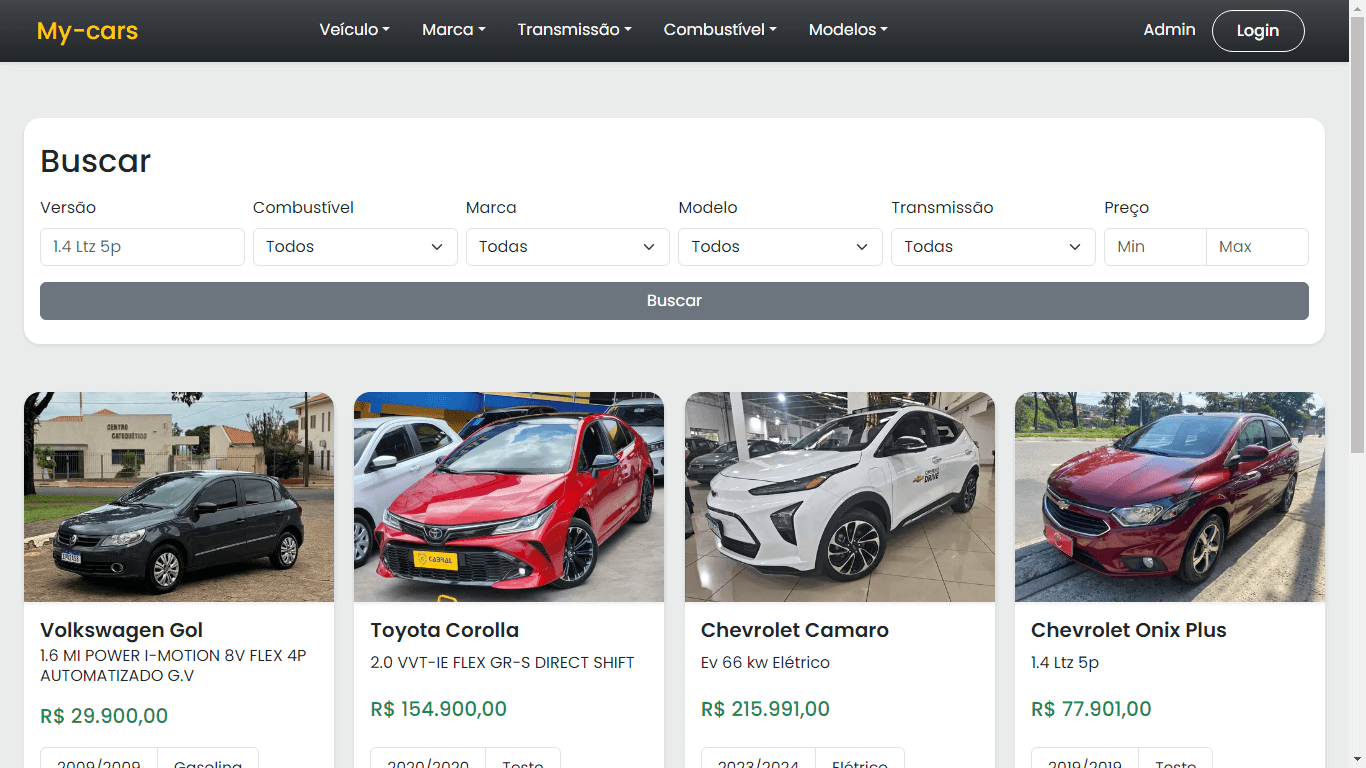 My-cars
Veículo
Marca
Transmissão
Combustível
Modelos
Admin
Login
Buscar
Versão
Combustível
Marca
Modelo
Transmissão
Preço
1.4 Ltz 5p
Todos
Todas
Todos
Todas
Min
Max
Buscar
CENTRO
CATEQUÉTICO
CABRAL
DRIVE
Volkswagen Gol
1.6 MI POWER I-MOTION 8V FLEX 4P
AUTOMATIZADO G.V
R$ 29.900,00
2009/2009
Gasolina
Toyota Corolla
2.0 VVT-IE FLEX GR-S DIRECT SHIFT
R$ 154.900,00
2020/2020
Teste
Chevrolet Camaro
Ev 66 kw Elétrico
R$ 215.991,00
2023/2024
Elétrico
Chevrolet Onix Plus
1.4 Ltz 5p
R$ 77.901,00
2019/2019
Teste